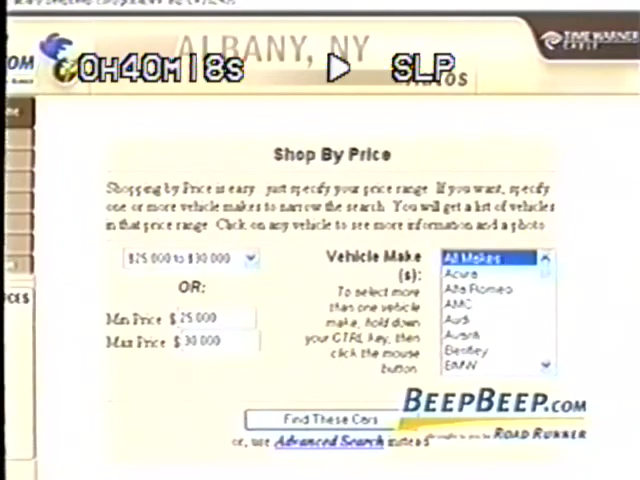 ALBANY, NY
TIME WARNER
CABLE
OM
0H40M18S
SLP
Shop By Price
Shopping by Price is easy just specify your price range. If you want, specify
one or more vehicle makes to narrow the search. You will get a list of vehicles
in that price range. Click on any vehicle to see more information and a photo.
$25,000 to $30,000
OR:
Min Price $ 25,000
Max Price $ 30,000
Vehicle Make
(s):
To select more
than one vehicle
make, hold down
your CTRL key, then
click the mouse
button.
All Makes
Acura
Alfa Romeo
AMC
Audi
Avanti
Bentley
BMW
ICES
Find These Cars
or, use Advanced Search instead
BEEPBEEP.COM
ROAD RUNNER